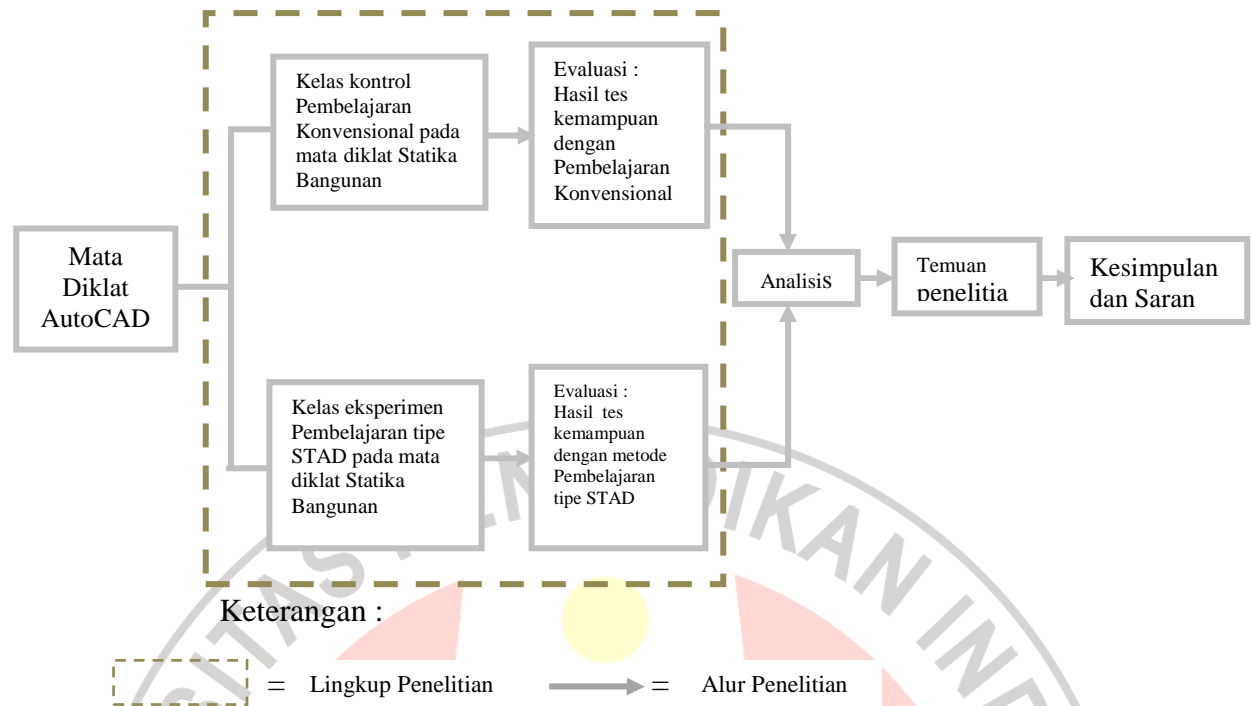 Mata
Diklat
AutoCAD
Kelas kontrol
Pembelajaran
Konvensional pada
mata diklat Statika
Bangunan
Evaluasi :
Hasil tes
kemampuan
dengan
Pembelajaran
Konvensional
Kelas eksperimen
Pembelajaran tipe
STAD pada mata
diklat Statika
Bangunan
Evaluasi :
Hasil tes
kemampuan
dengan metode
Pembelajaran
tipe STAD
Analisis
Temuan
penelitia
Kesimpulan
dan Saran
Keterangan :
= Lingkup Penelitian
= Alur Penelitian